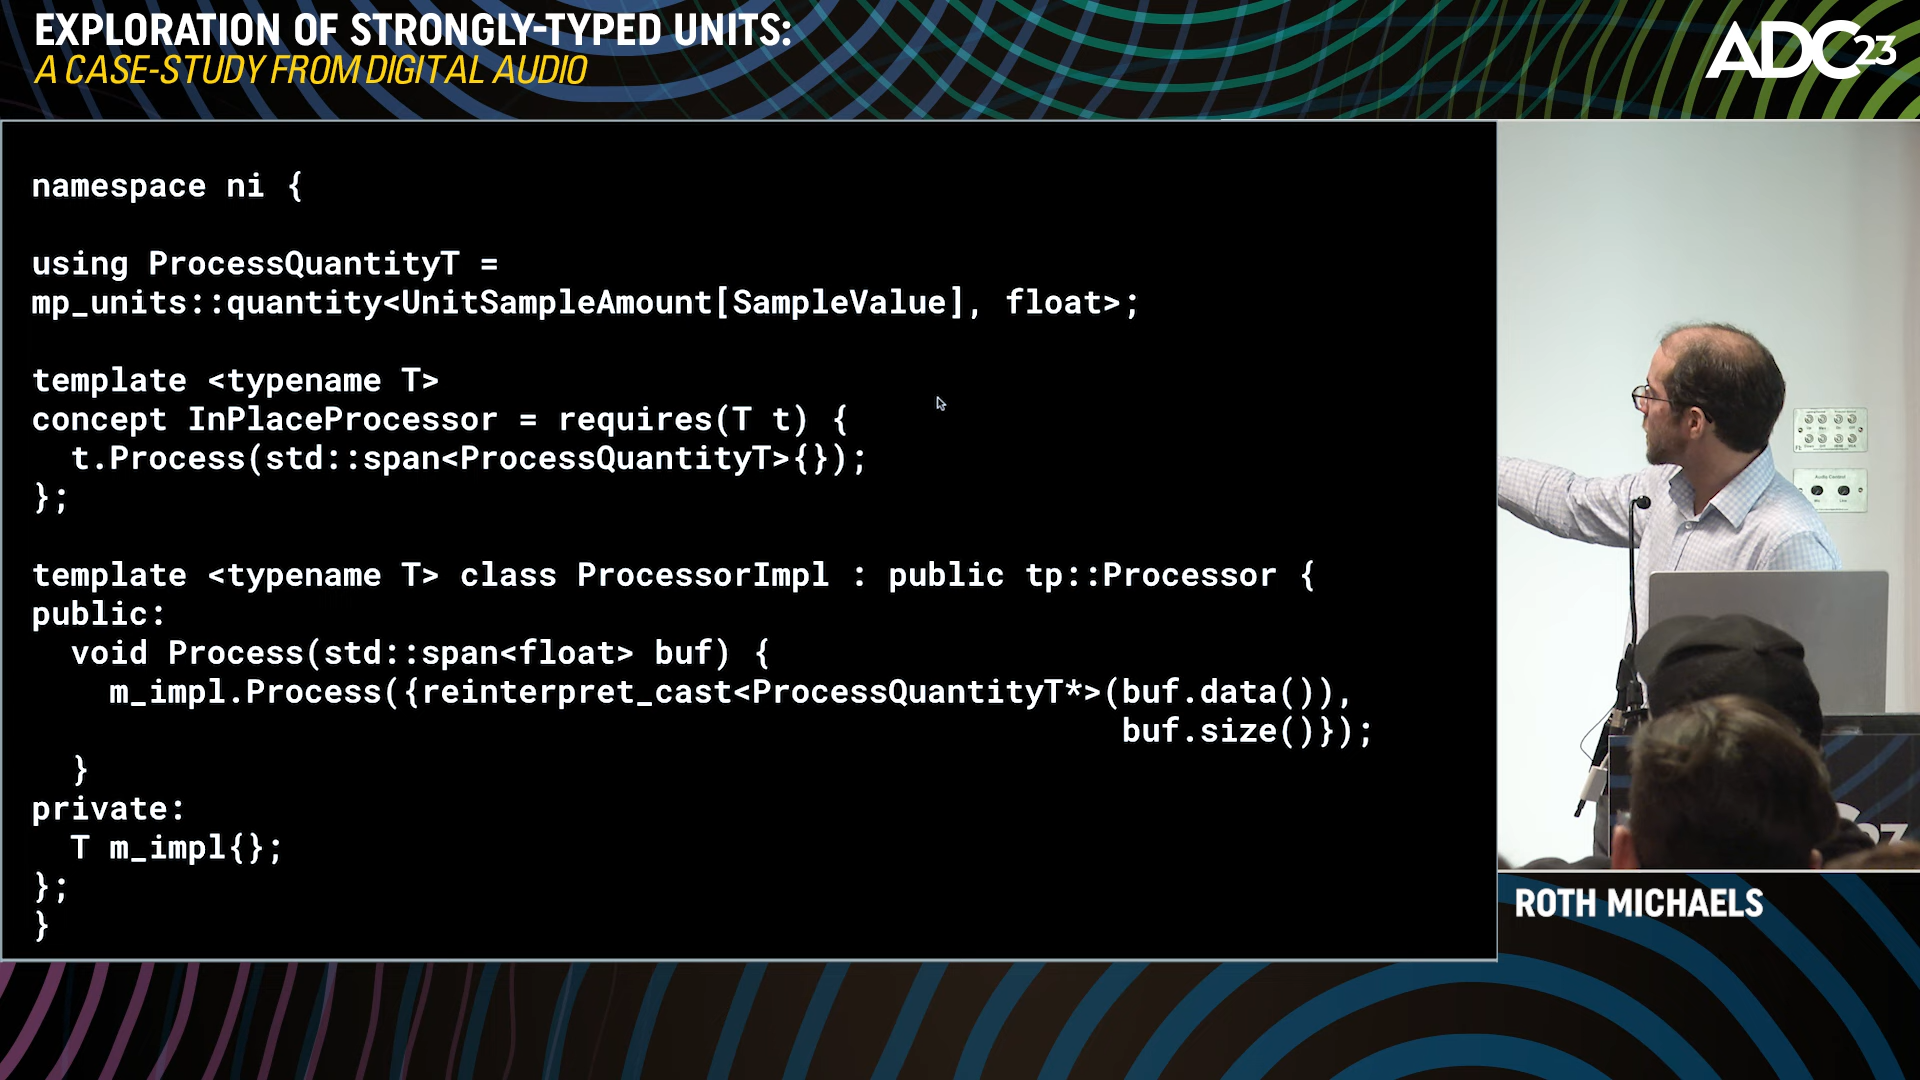 EXPLORATION OF STRONGLY-TYPED UNITS:
A CASE-STUDY FROM DIGITAL AUDIO
ADC23
namespace ni {
using ProcessQuantityT =
mp_units::quantity<UnitSampleAmount[SampleValue], float>;
template <typename T>
concept InPlaceProcessor = requires(T t) {
  t.Process(std::span<ProcessQuantityT>{});
};
template <typename T> class ProcessorImpl : public tp::Processor {
public:
  void Process(std::span<float> buf) {
    m_impl.Process({reinterpret_cast<ProcessQuantityT*>(buf.data()),
                                                        buf.size()});
  }
private:
  T m_impl{};
};
}
Audio Control
ROTH MICHAELS